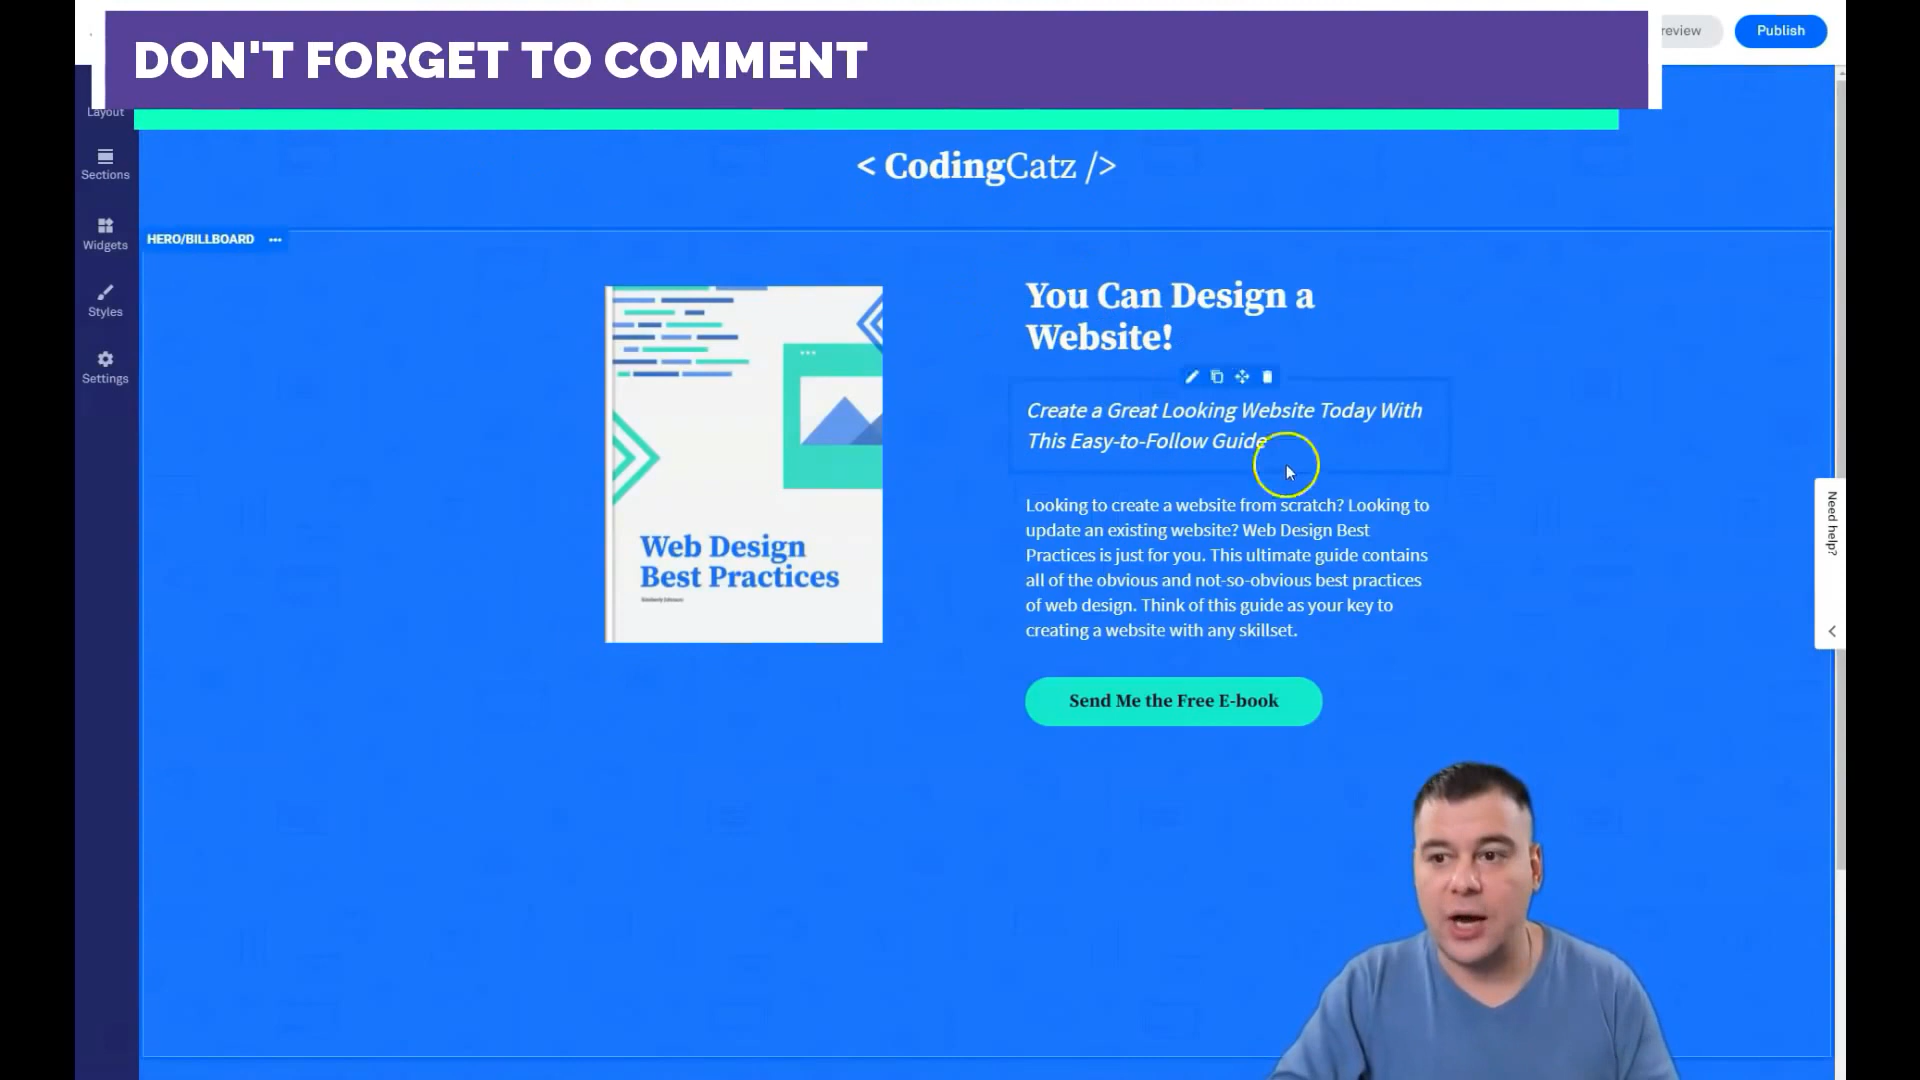 DON'T FORGET TO COMMENT
review
Publish
Layout
Sections
Widgets
Styles
Settings
< CodingCatz />
HERO/BILLBOARD
You Can Design a
Website!
Create a Great Looking Website Today With
This Easy-to-Follow Guide
Looking to create a website from scratch? Looking to
update an existing website? Web Design Best
Practices is just for you. This ultimate guide contains
all of the obvious and not-so-obvious best practices
of web design. Think of this guide as your key to
creating a website with any skillset.
Send Me the Free E-book
Web Design
Best Practices
Need help?